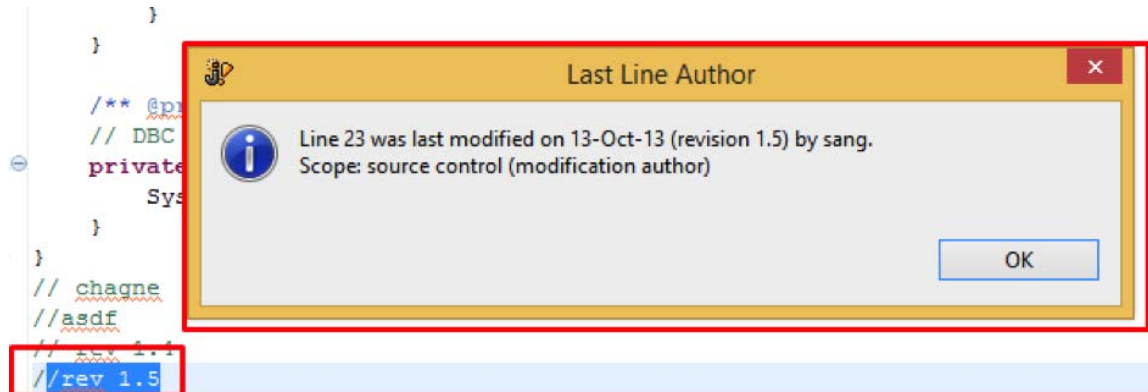 }
}
Last Line Author
/** @pr
// DBC
private
Sys
}
}
Line 23 was last modified on 13-Oct-13 (revision 1.5) by sang.
Scope: source control (modification author)
OK
// chagne
//asdf
// rev 1.4
//rev 1.5